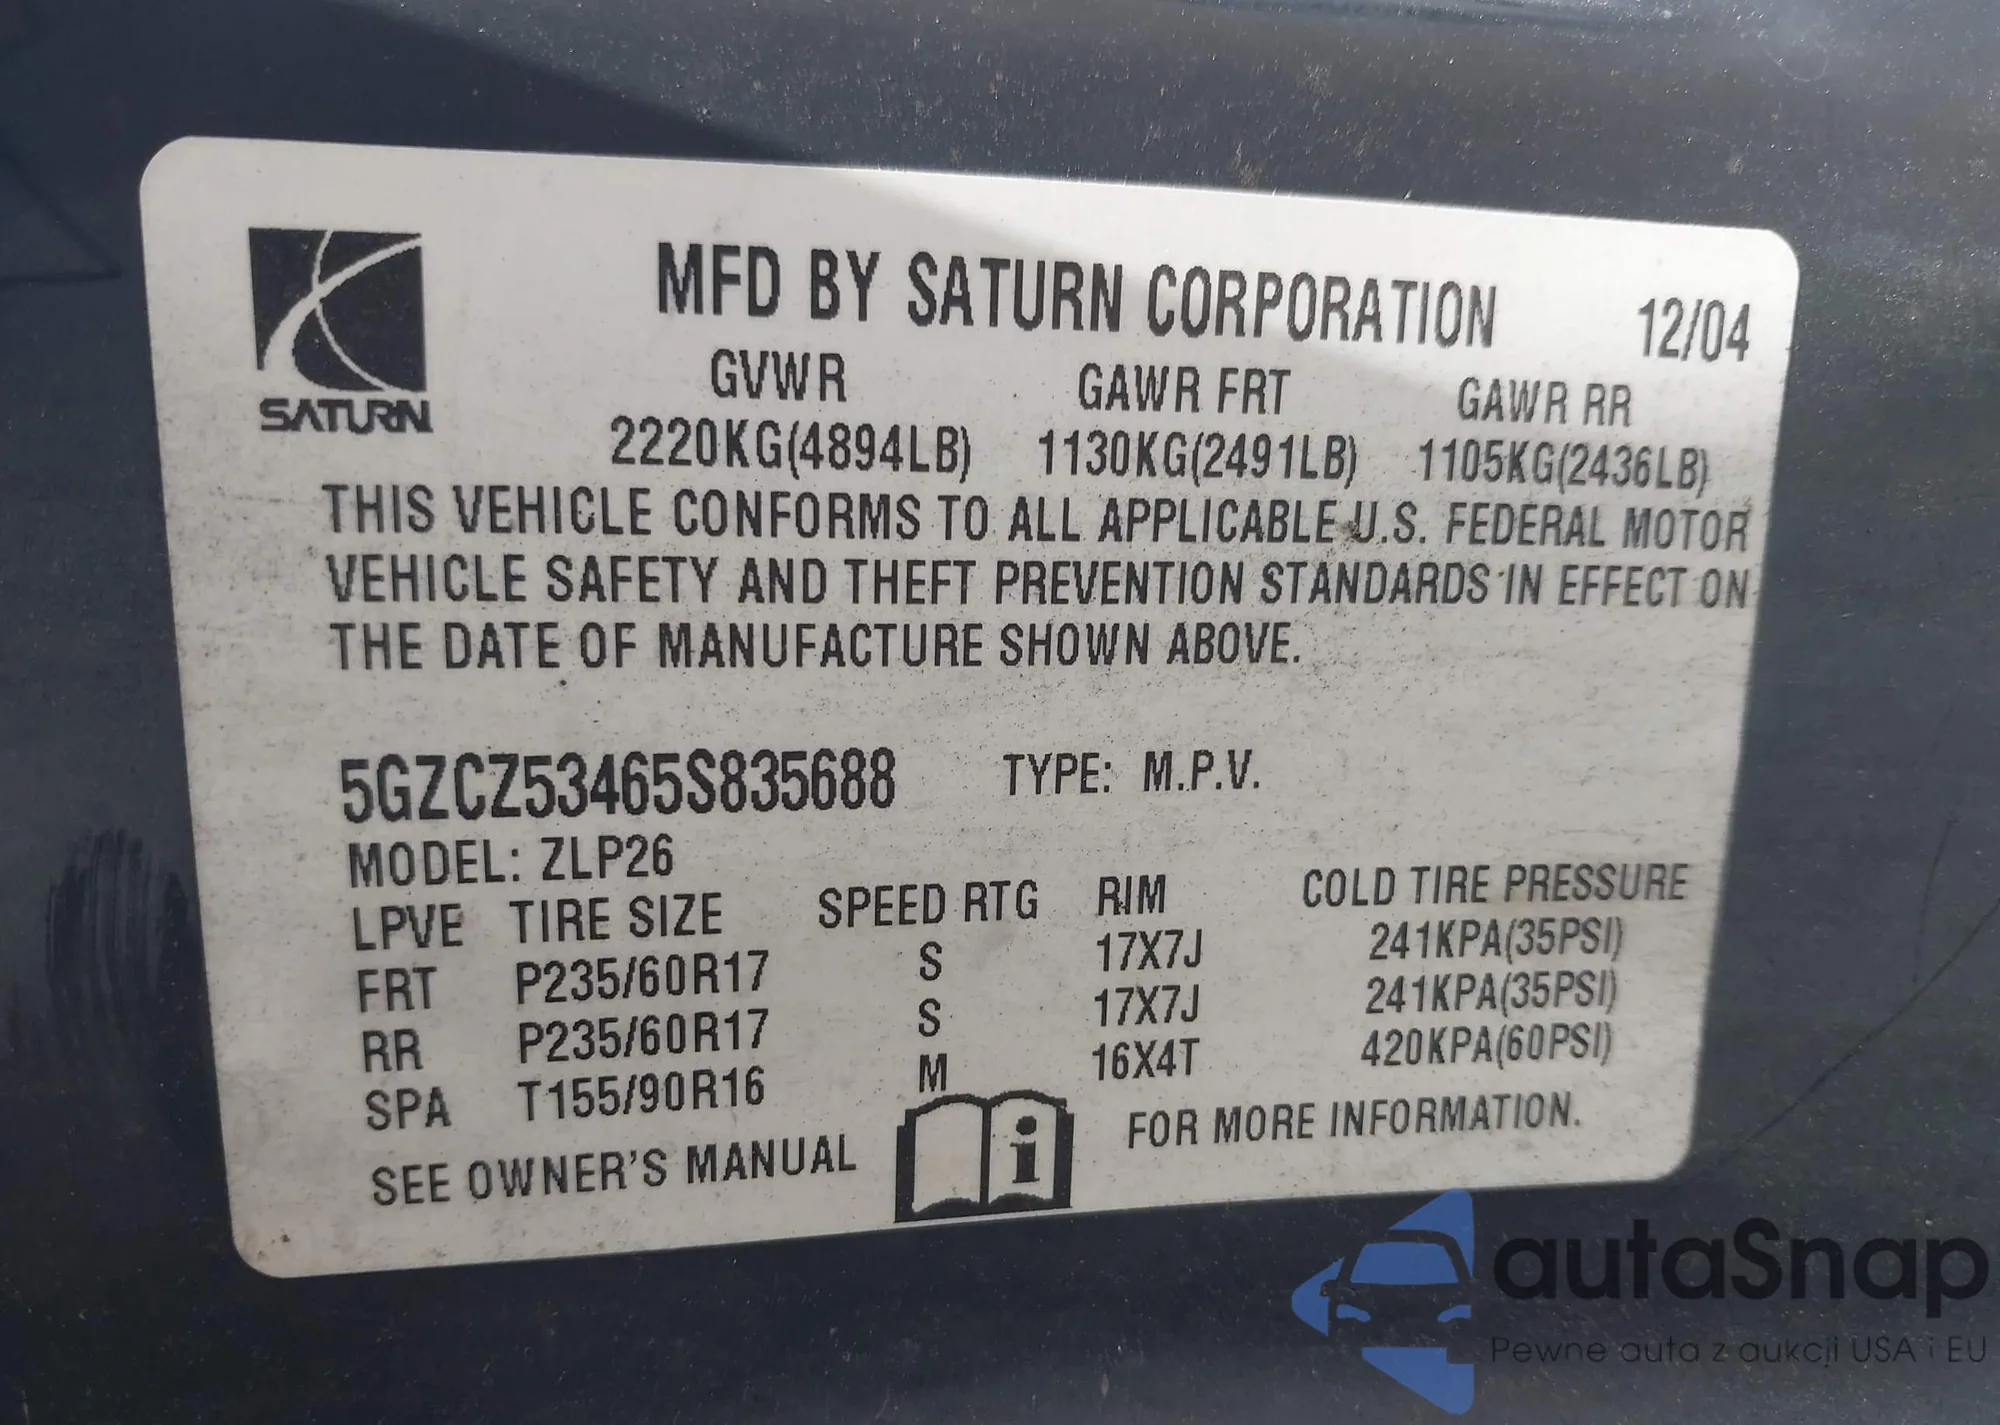 MFD BY SATURN CORPORATION 12/04
SATURN
GVWR GAWR FRT GAWR RR
2220KG(4894LB) 1130KG(2491LB) 1105KG(2436LB)
THIS VEHICLE CONFORMS TO ALL APPLICABLE U.S. FEDERAL MOTOR
VEHICLE SAFETY AND THEFT PREVENTION STANDARDS IN EFFECT ON
THE DATE OF MANUFACTURE SHOWN ABOVE.
5GZCZ53465S835688 TYPE: M.P.V.
MODEL: ZLP26
LPVE TIRE SIZE SPEED RTG RIM COLD TIRE PRESSURE
FRT P235/60R17 S 17X7J 241KPA(35PSI)
RR P235/60R17 S 17X7J 241KPA(35PSI)
SPA T155/90R16 M 16X4T 420KPA(60PSI)
SEE OWNER'S MANUAL i FOR MORE INFORMATION.
autaSnap
Pewne auta z aukcji USA i EU